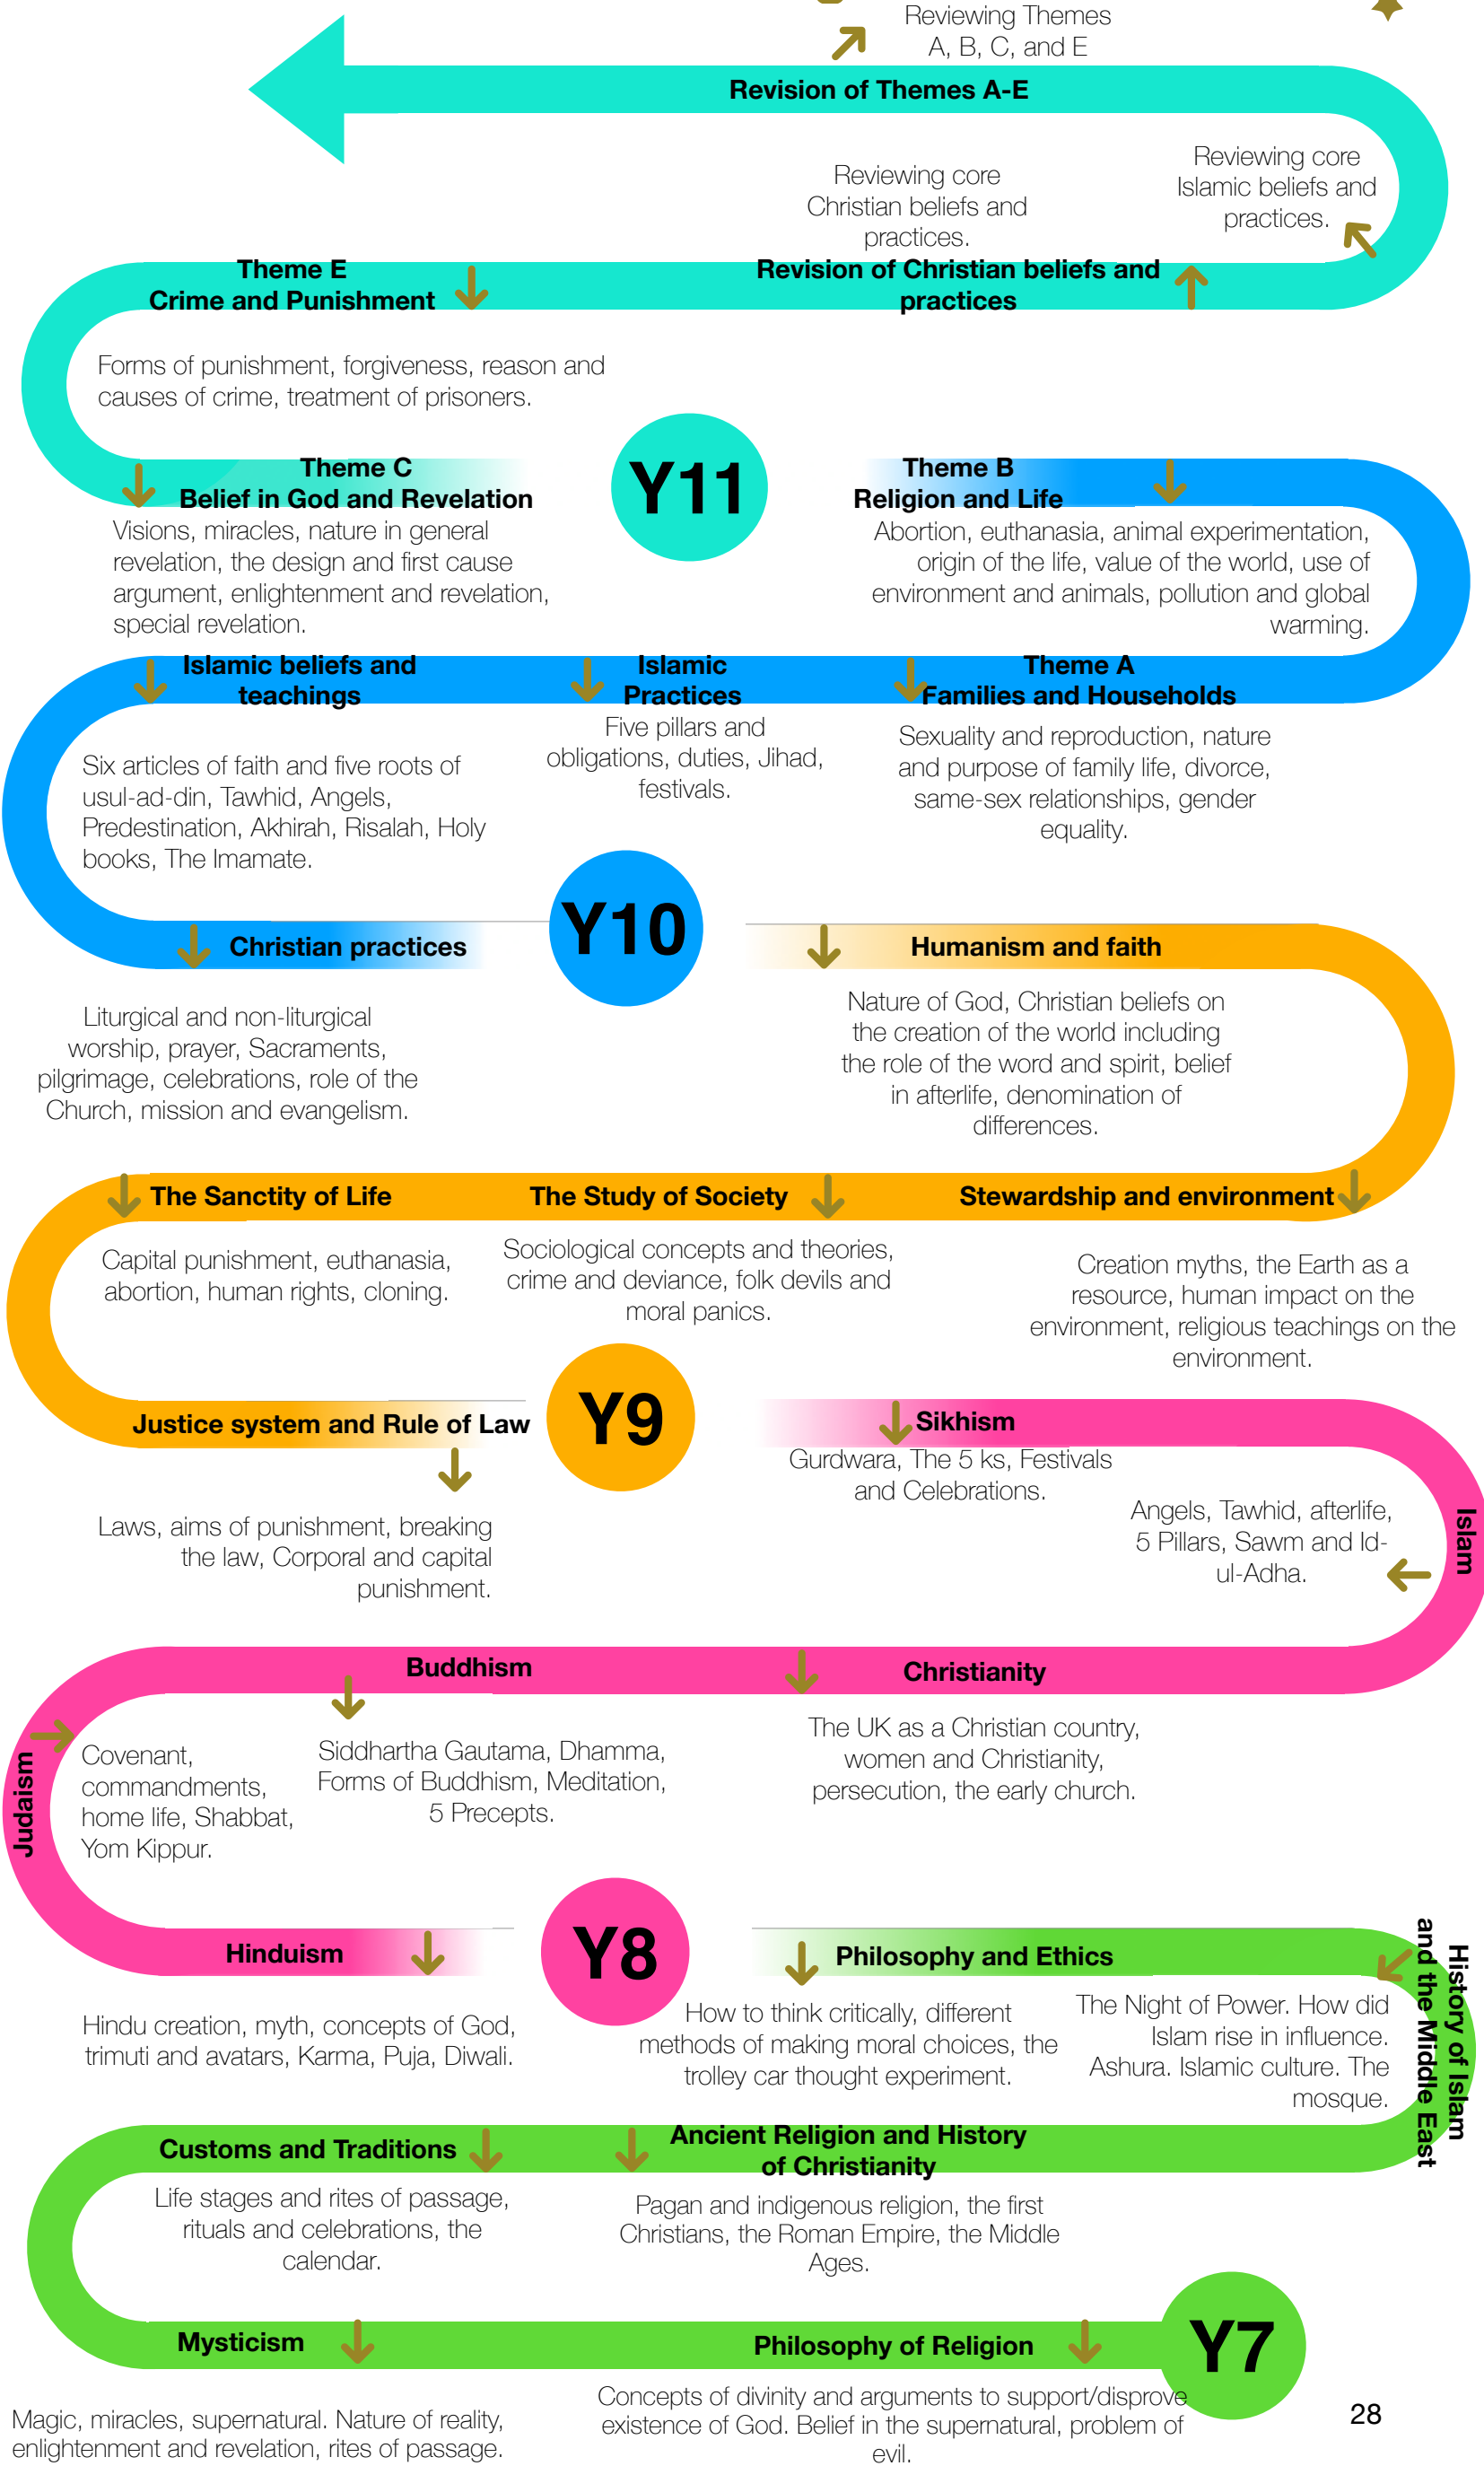 Reviewing Themes
A, B, C, and E
Revision of Themes A-E
Reviewing core
Christian beliefs and
practices.
Reviewing core
Islamic beliefs and
practices.
Theme E
Crime and Punishment
Revision of Christian beliefs and
practices
Forms of punishment, forgiveness, reason and
causes of crime, treatment of prisoners.
Y11
Theme C
Belief in God and Revelation
Visions, miracles, nature in general
revelation, the design and first cause
argument, enlightenment and revelation,
special revelation.
Theme B
Religion and Life
Abortion, euthanasia, animal experimentation,
origin of the life, value of the world, use of
environment and animals, pollution and global
warming.
Islamic beliefs and
teachings
Six articles of faith and five roots of
usul-ad-din, Tawhid, Angels,
Predestination, Akhirah, Risalah, Holy
books, The Imamate.
Islamic
Practices
Five pillars and
obligations, duties, Jihad,
festivals.
Theme A
Families and Households
Sexuality and reproduction, nature
and purpose of family life, divorce,
same-sex relationships, gender
equality.
Y10
Christian practices
Liturgical and non-liturgical
worship, prayer, Sacraments,
pilgrimage, celebrations, role of the
Church, mission and evangelism.
Humanism and faith
Nature of God, Christian beliefs on
the creation of the world including
the role of the word and spirit, belief
in afterlife, denomination of
differences.
The Sanctity of Life
Capital punishment, euthanasia,
abortion, human rights, cloning.
The Study of Society
Sociological concepts and theories,
crime and deviance, folk devils and
moral panics.
Stewardship and environment
Creation myths, the Earth as a
resource, human impact on the
environment, religious teachings on the
environment.
Y9
Justice system and Rule of Law
Laws, aims of punishment, breaking
the law, Corporal and capital
punishment.
Sikhism
Gurdwara, The 5 ks, Festivals
and Celebrations.
Islam
Angels, Tawhid, afterlife,
5 Pillars, Sawm and Id-
ul-Adha.
Buddhism
Siddhartha Gautama, Dhamma,
Forms of Buddhism, Meditation,
5 Precepts.
Christianity
The UK as a Christian country,
women and Christianity,
persecution, the early church.
Judaism
Covenant,
commandments,
home life, Shabbat,
Yom Kippur.
Y8
Hinduism
Hindu creation, myth, concepts of God,
trimuti and avatars, Karma, Puja, Diwali.
Philosophy and Ethics
How to think critically, different
methods of making moral choices, the
trolley car thought experiment.
History of Islam
and the Middle East
The Night of Power. How did
Islam rise in influence.
Ashura. Islamic culture. The
mosque.
Customs and Traditions
Life stages and rites of passage,
rituals and celebrations, the
calendar.
Ancient Religion and History
of Christianity
Pagan and indigenous religion, the first
Christians, the Roman Empire, the Middle
Ages.
Y7
Mysticism
Magic, miracles, supernatural. Nature of reality,
enlightenment and revelation, rites of passage.
Philosophy of Religion
Concepts of divinity and arguments to support/disprove
existence of God. Belief in the supernatural, problem of
evil.
28